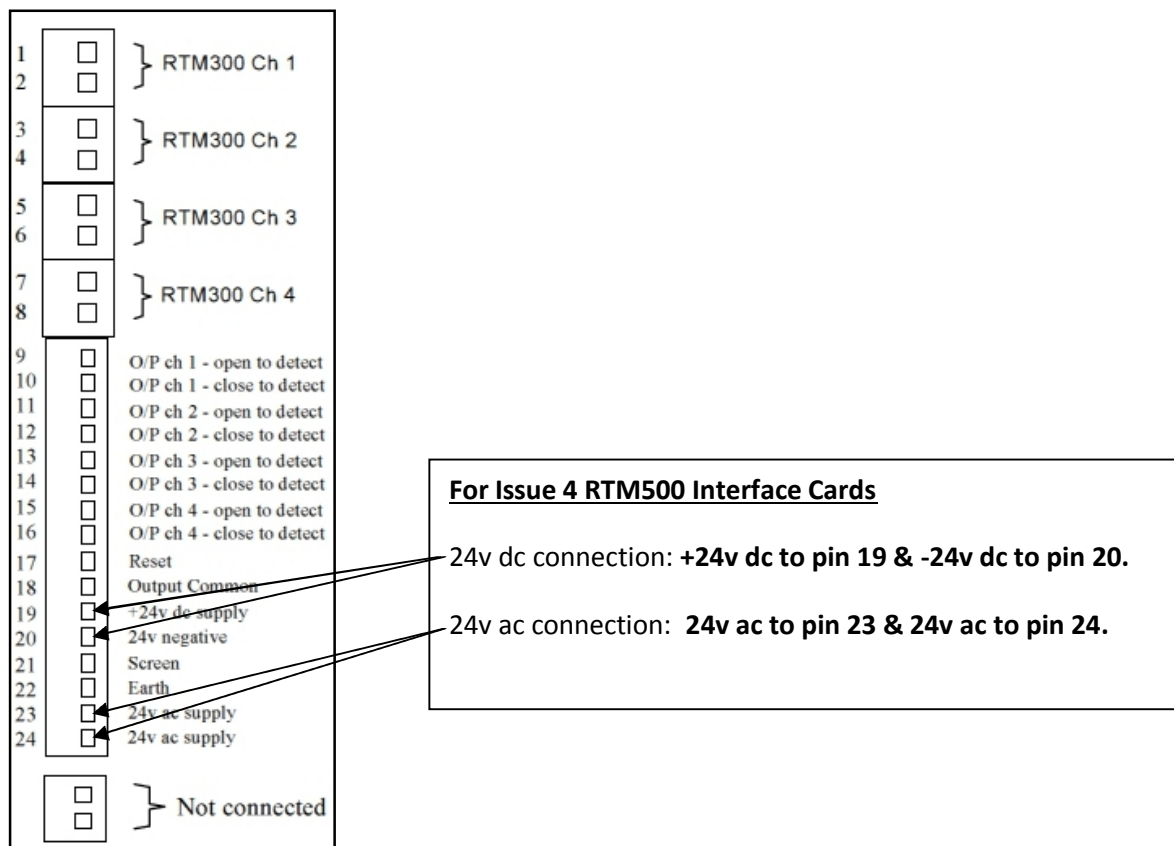 1
2
RTM300 Ch 1
3
4
RTM300 Ch 2
5
6
RTM300 Ch 3
7
8
RTM300 Ch 4
9 O/P ch 1 - open to detect
10 O/P ch 1 - close to detect
11 O/P ch 2 - open to detect
12 O/P ch 2 - close to detect
13 O/P ch 3 - open to detect
14 O/P ch 3 - close to detect
15 O/P ch 4 - open to detect
16 O/P ch 4 - close to detect
17 Reset
18 Output Common
19 +24v dc supply
20 24v negative
21 Screen
22 Earth
23 24v ac supply
24 24v ac supply
Not connected
For Issue 4 RTM500 Interface Cards
24v dc connection: +24v dc to pin 19 & -24v dc to pin 20.
24v ac connection: 24v ac to pin 23 & 24v ac to pin 24.